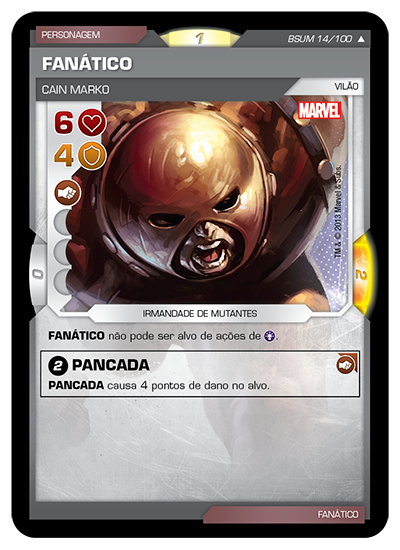 PERSONAGEM
1
BSUM 14/100 ▲
FANÁTICO
CAIN MARKO
VILÃO
6
MARVEL
4
TM & © 2013 Marvel & Subs.
0
2
IRMANDADE DE MUTANTES
FANÁTICO não pode ser alvo de ações de .
2 PANCADA
PANCADA causa 4 pontos de dano no alvo.
FANÁTICO